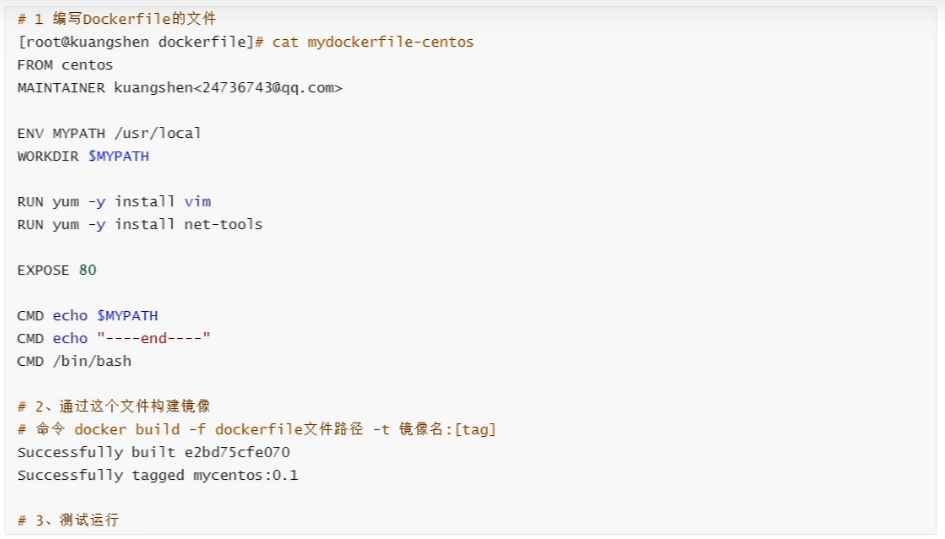 # 1 编写Dockerfile的文件
[root@kuangshen dockerfile]# cat mydockerfile-centos
FROM centos
MAINTAINER kuangshen<24736743@qq.com>
ENV MYPATH /usr/local
WORKDIR $MYPATH
RUN yum -y install vim
RUN yum -y install net-tools
EXPOSE 80
CMD echo $MYPATH
CMD echo "----end----"
CMD /bin/bash
# 2、通过这个文件构建镜像
# 命令 docker build -f dockerfile文件路径 -t 镜像名:[tag]
Successfully built e2bd75cfe070
Successfully tagged mycentos:0.1
# 3、测试运行